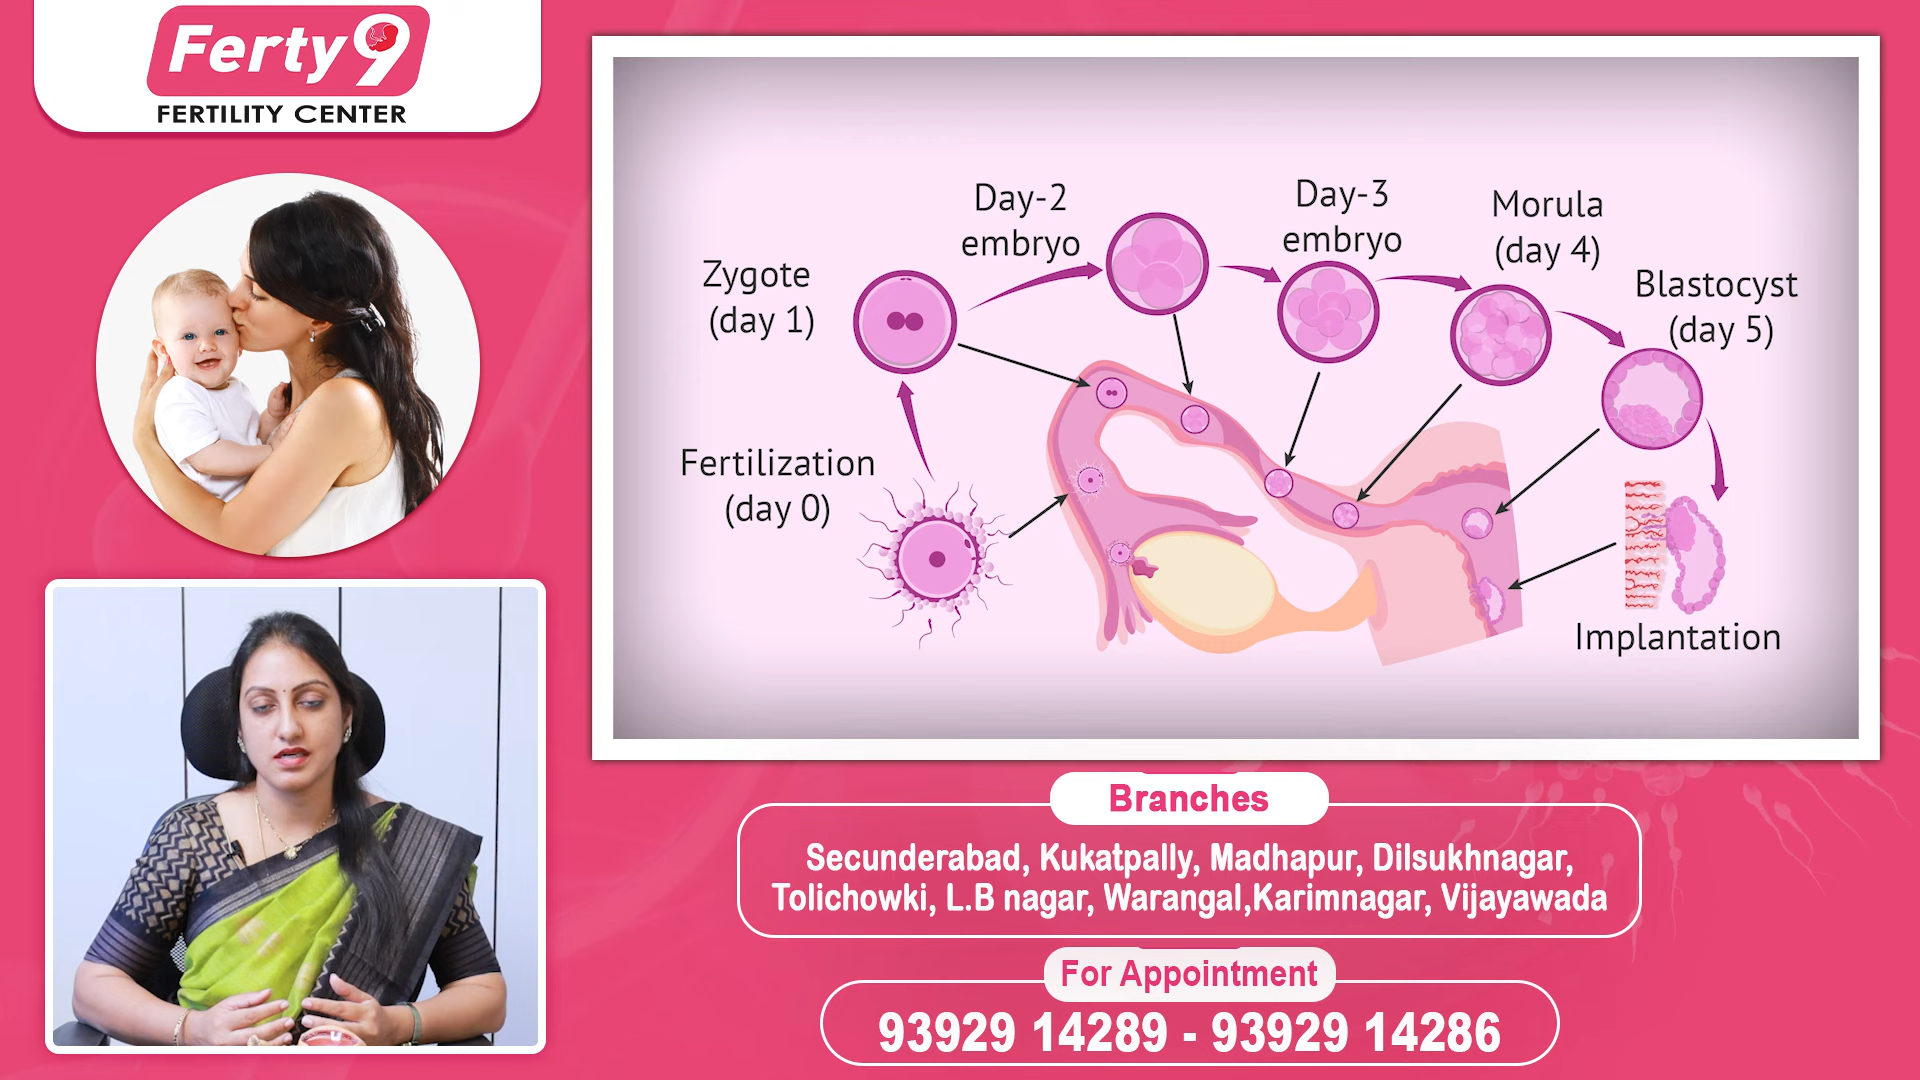 Ferty9
FERTILITY CENTER
Zygote
(day 1)
Day-2
embryo
Day-3
embryo
Morula
(day 4)
Blastocyst
(day 5)
Fertilization
(day 0)
Implantation
Branches
Secunderabad, Kukatpally, Madhapur, Dilsukhnagar,
Tolichowki, L.B nagar, Warangal,Karimnagar, Vijayawada
For Appointment
93929 14289 - 93929 14286